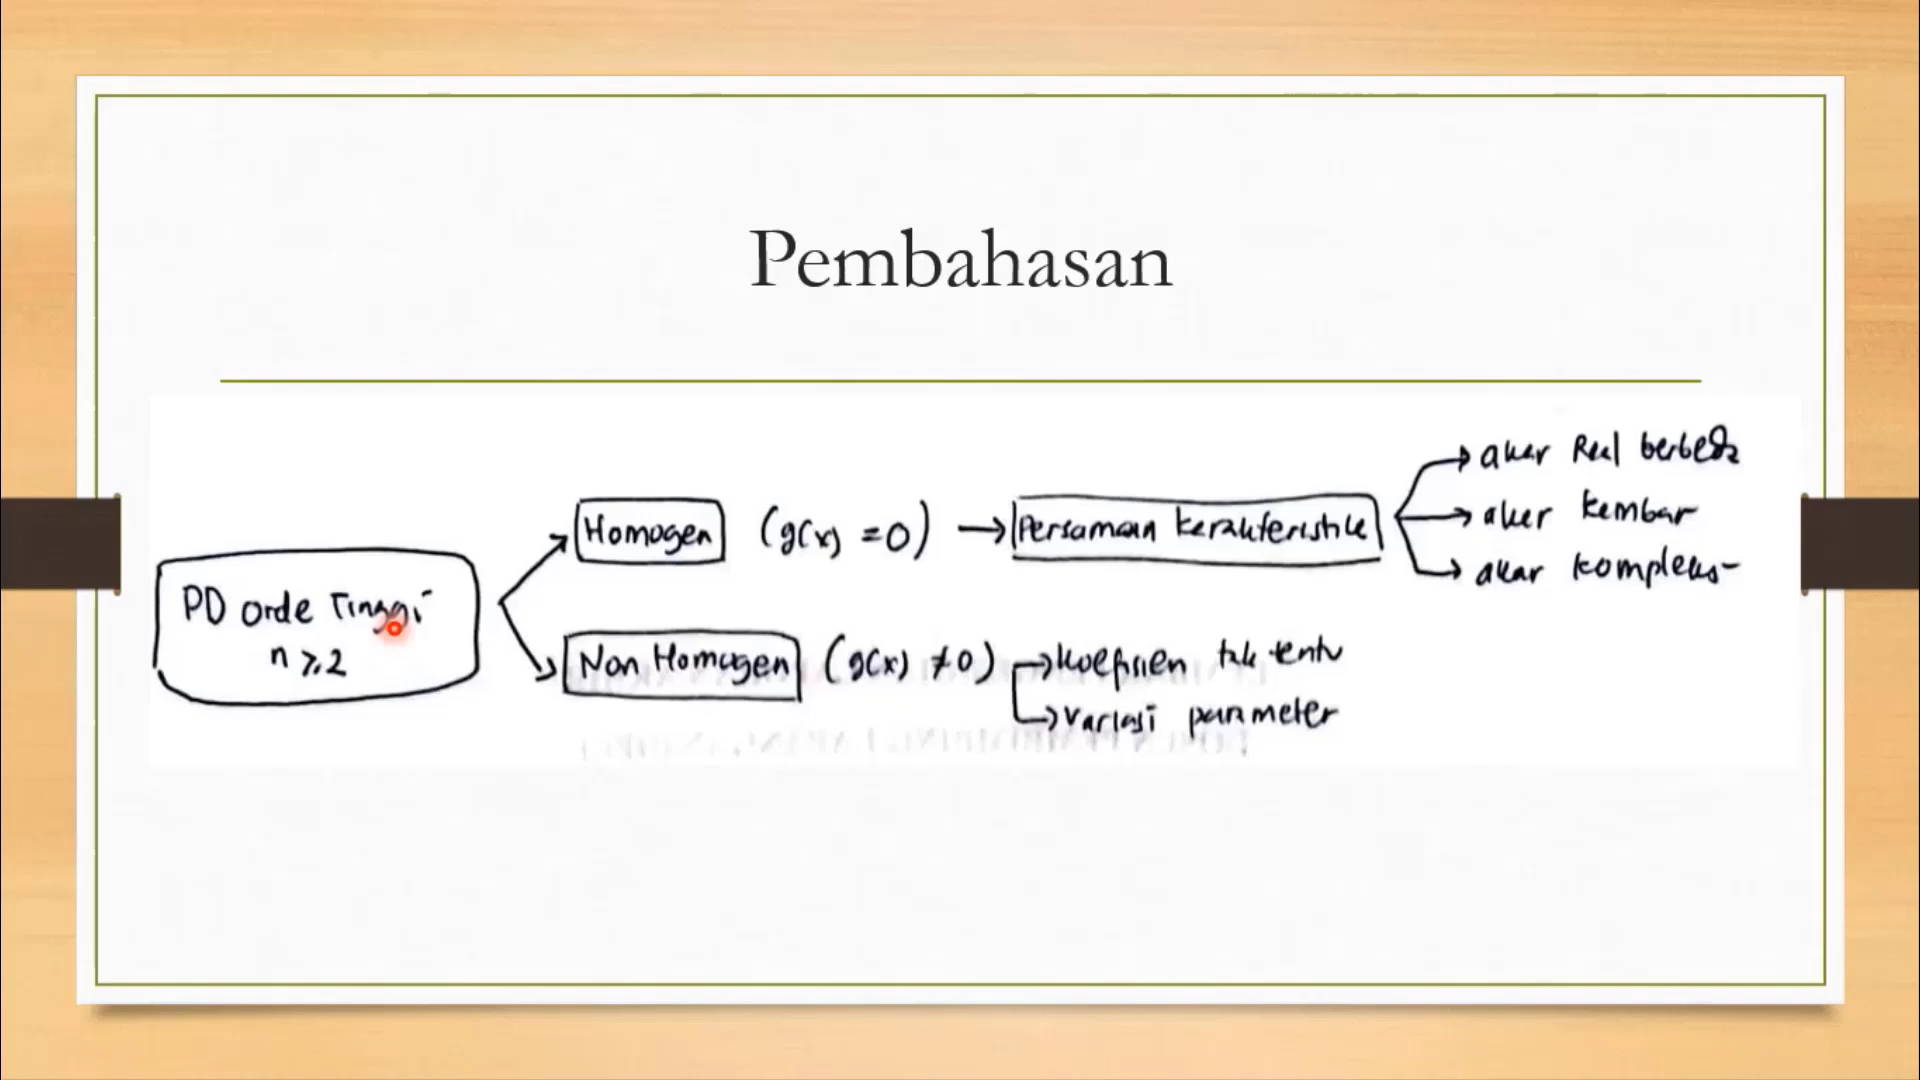 Pembahasan
PD orde Tinggi
n ≥ 2
Homogen (g(x) = 0) → Persamaan karakteristik
→ akar Real berbeda
→ akar kembar
→ akar kompleks
Non Homogen (g(x) ≠ 0) → koefisien tak tentu
→ variasi parameter